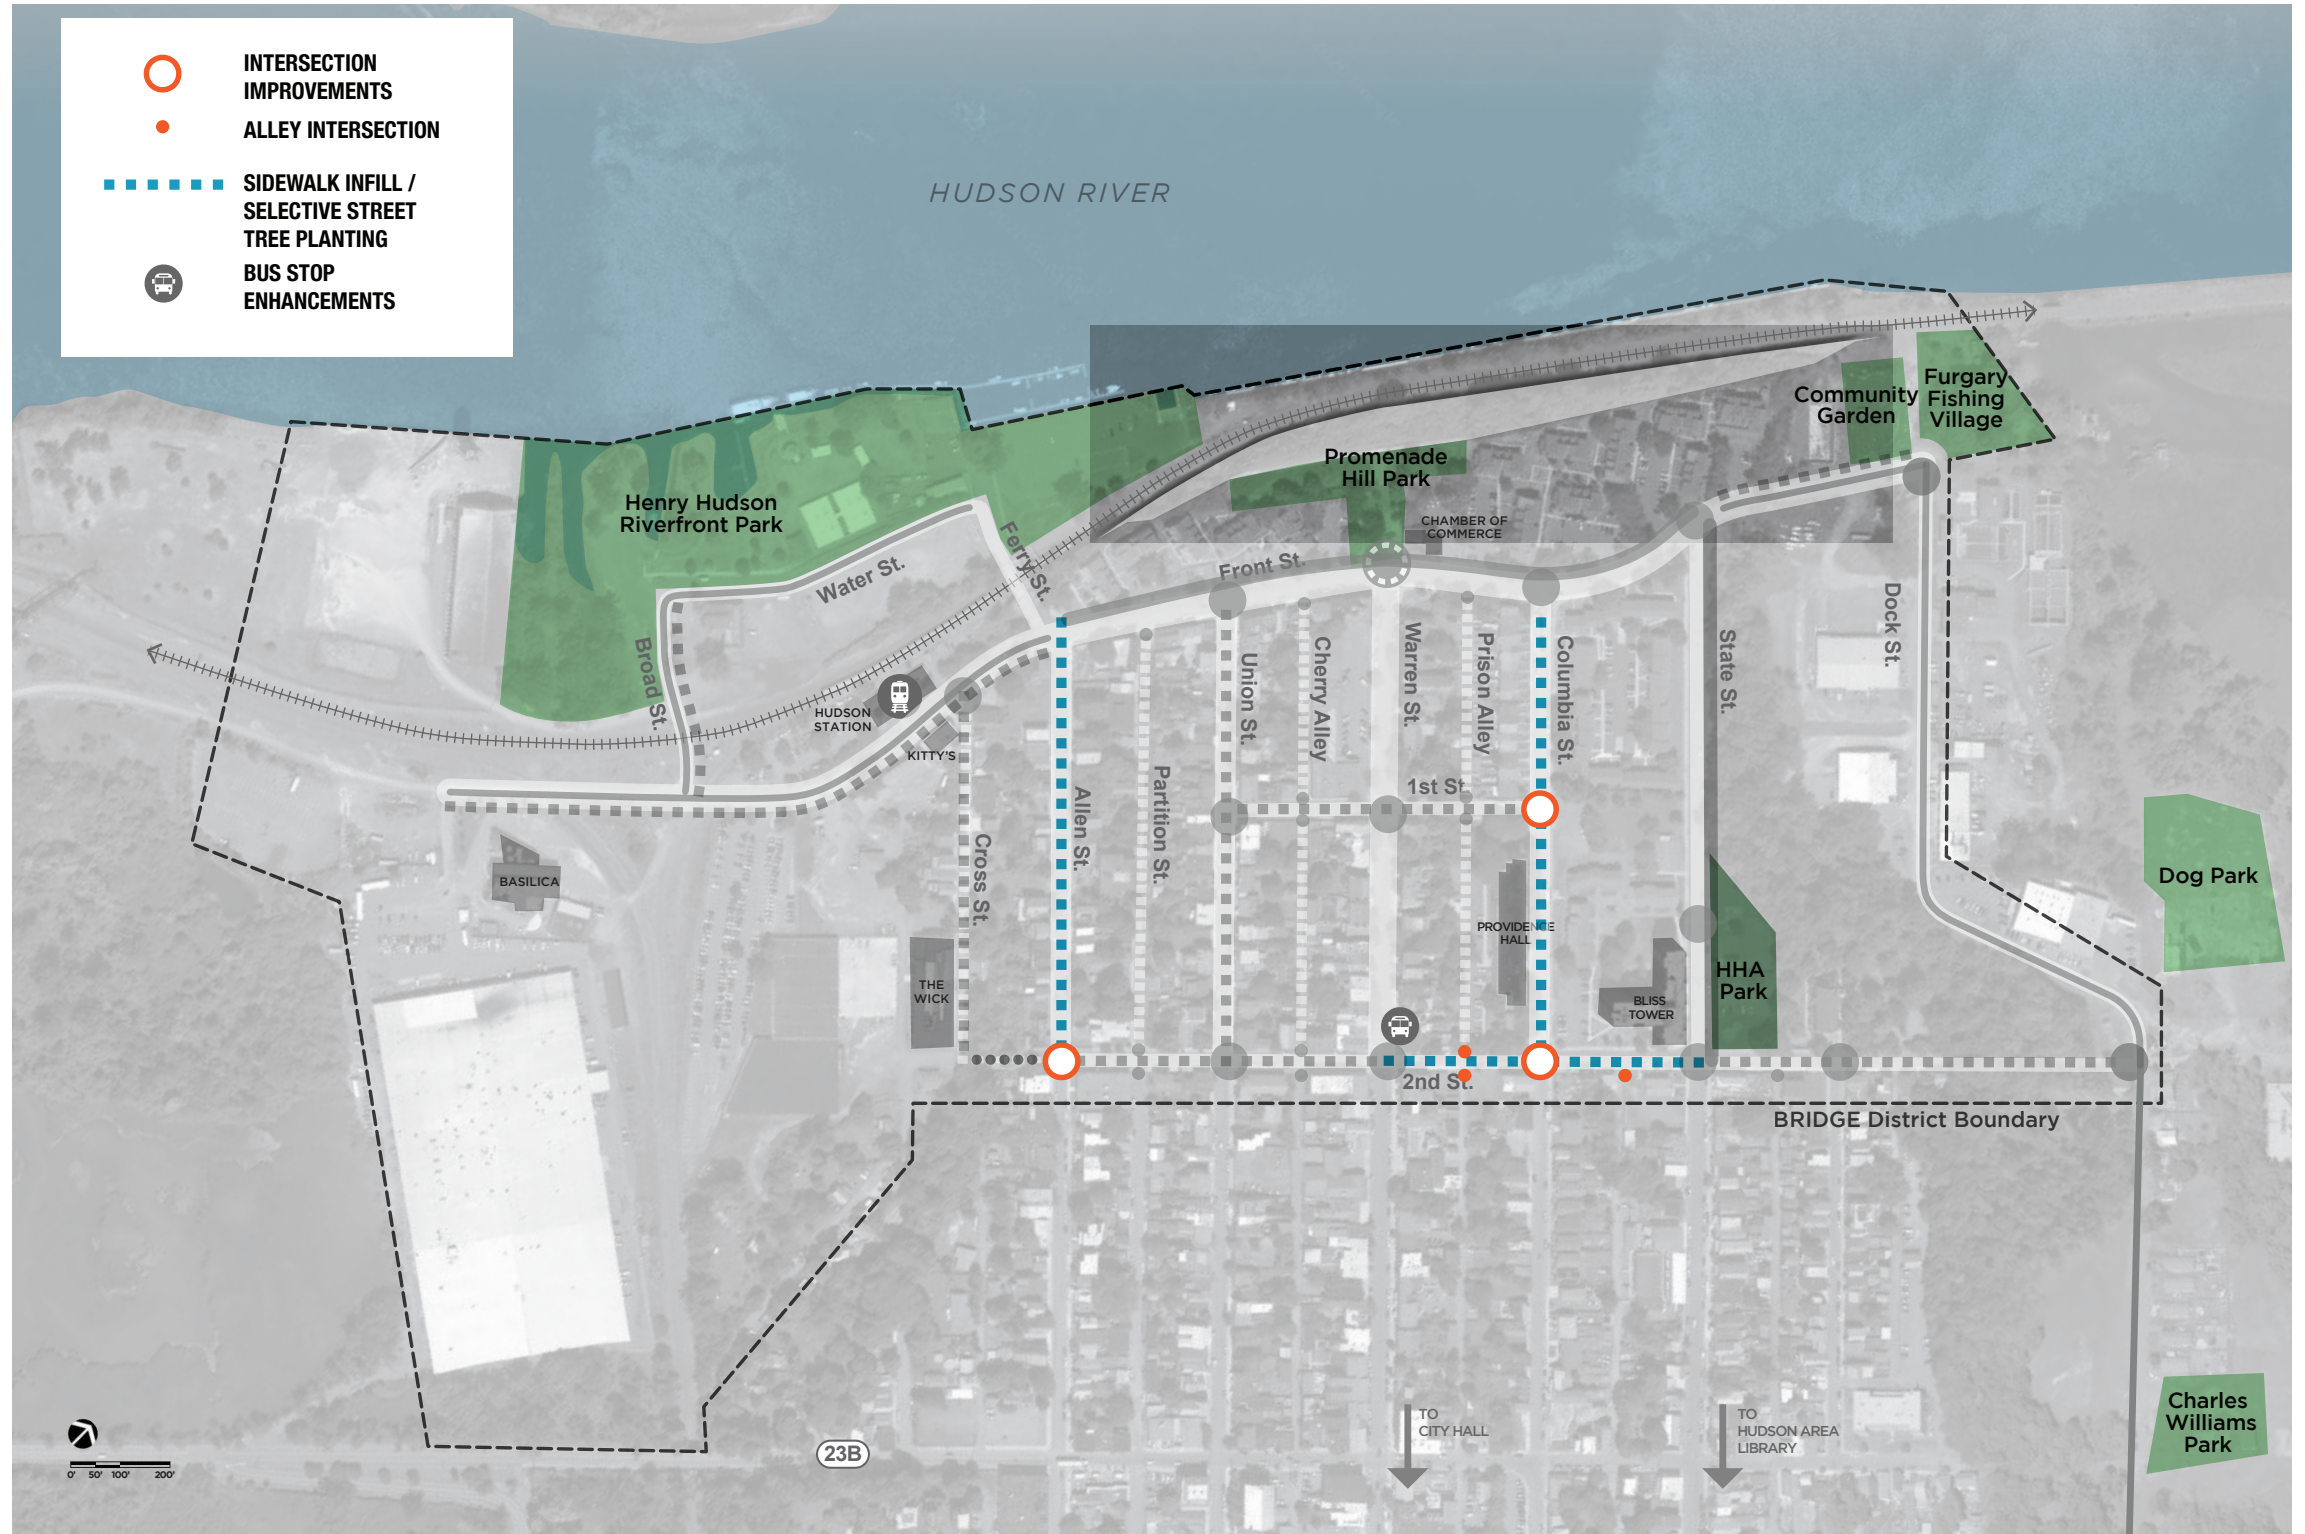 INTERSECTION
IMPROVEMENTS
ALLEY INTERSECTION
SIDEWALK INFILL /
SELECTIVE STREET
TREE PLANTING
BUS STOP
ENHANCEMENTS
HUDSON RIVER
Furgary
Fishing
Village
Community
Garden
Promenade
Hill Park
Henry Hudson
Riverfront Park
CHAMBER OF
COMMERCE
Ferry St.
Front St.
Water St.
Broad St.
Dock St.
State St.
Columbia St.
Prison Alley
Warren St.
Cherry Alley
Union St.
Partition St.
Allen St.
Cross St.
HUDSON
STATION
KITTY'S
1st St.
BASILICA
Dog Park
PROVIDENCE
HALL
THE
WICK
HHA
Park
BLISS
TOWER
2nd St.
BRIDGE District Boundary
TO
CITY HALL
TO
HUDSON AREA
LIBRARY
Charles
Williams
Park
23B
0' 50' 100' 200'